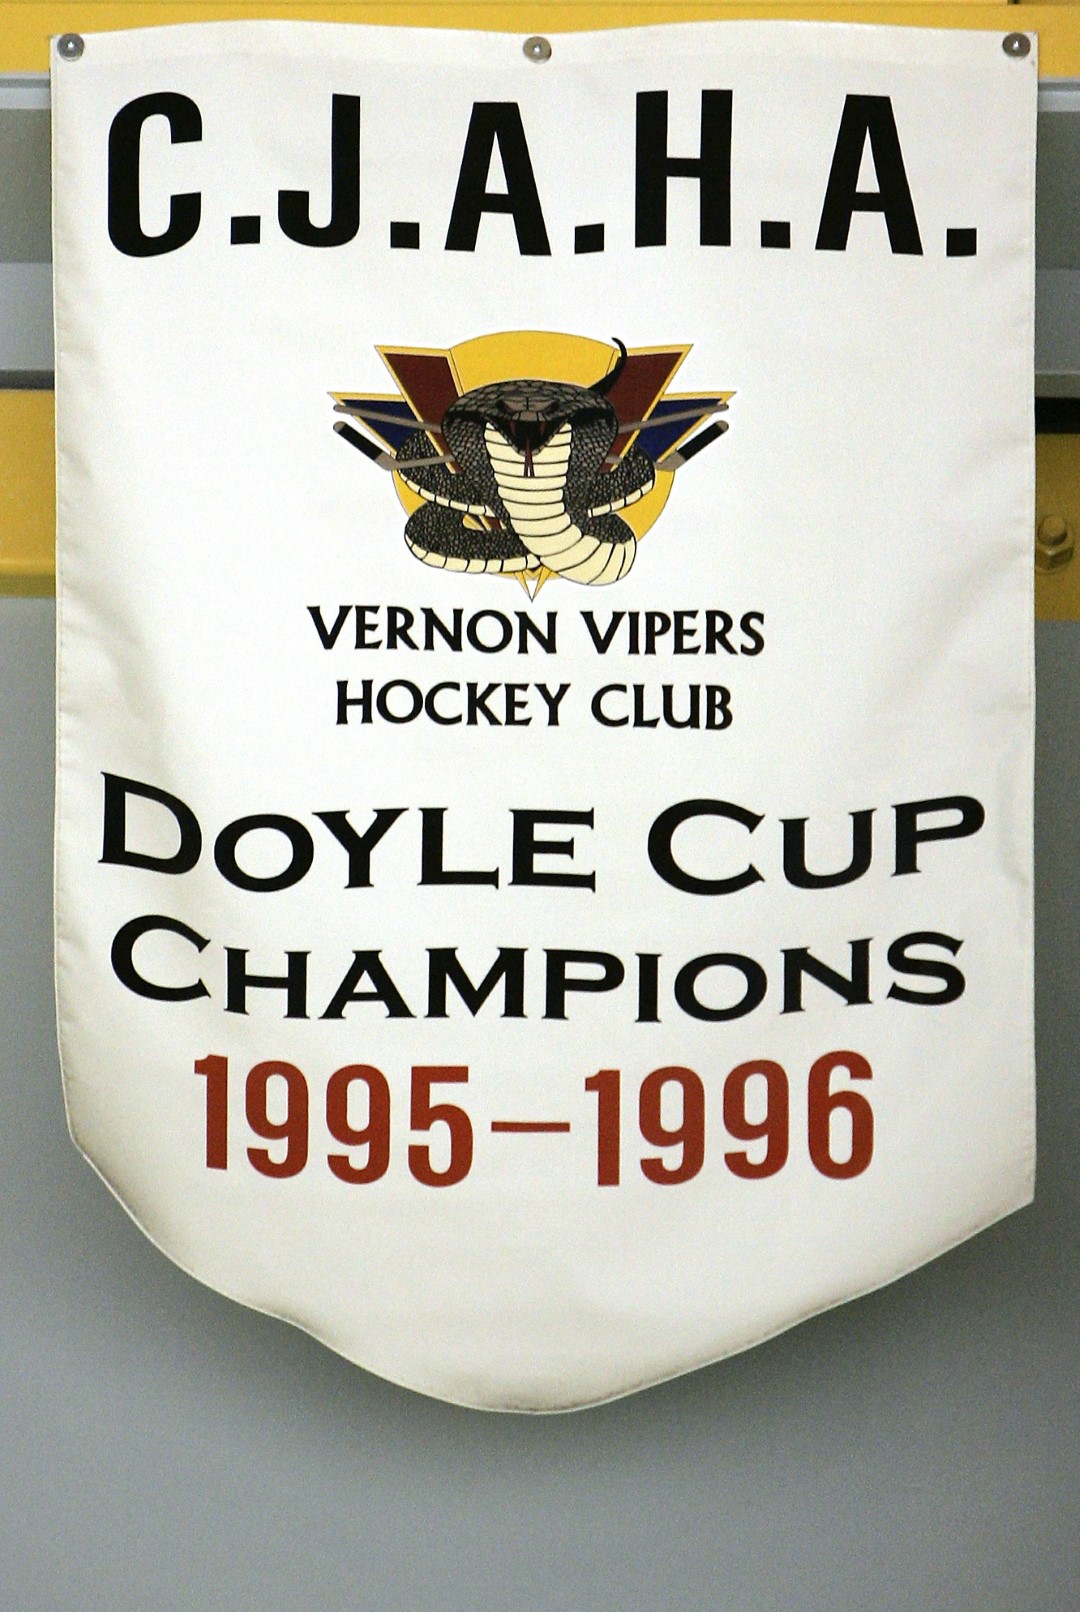 C.J.A.H.A.
VERNON VIPERS
HOCKEY CLUB
DOYLE CUP
CHAMPIONS
1995–1996